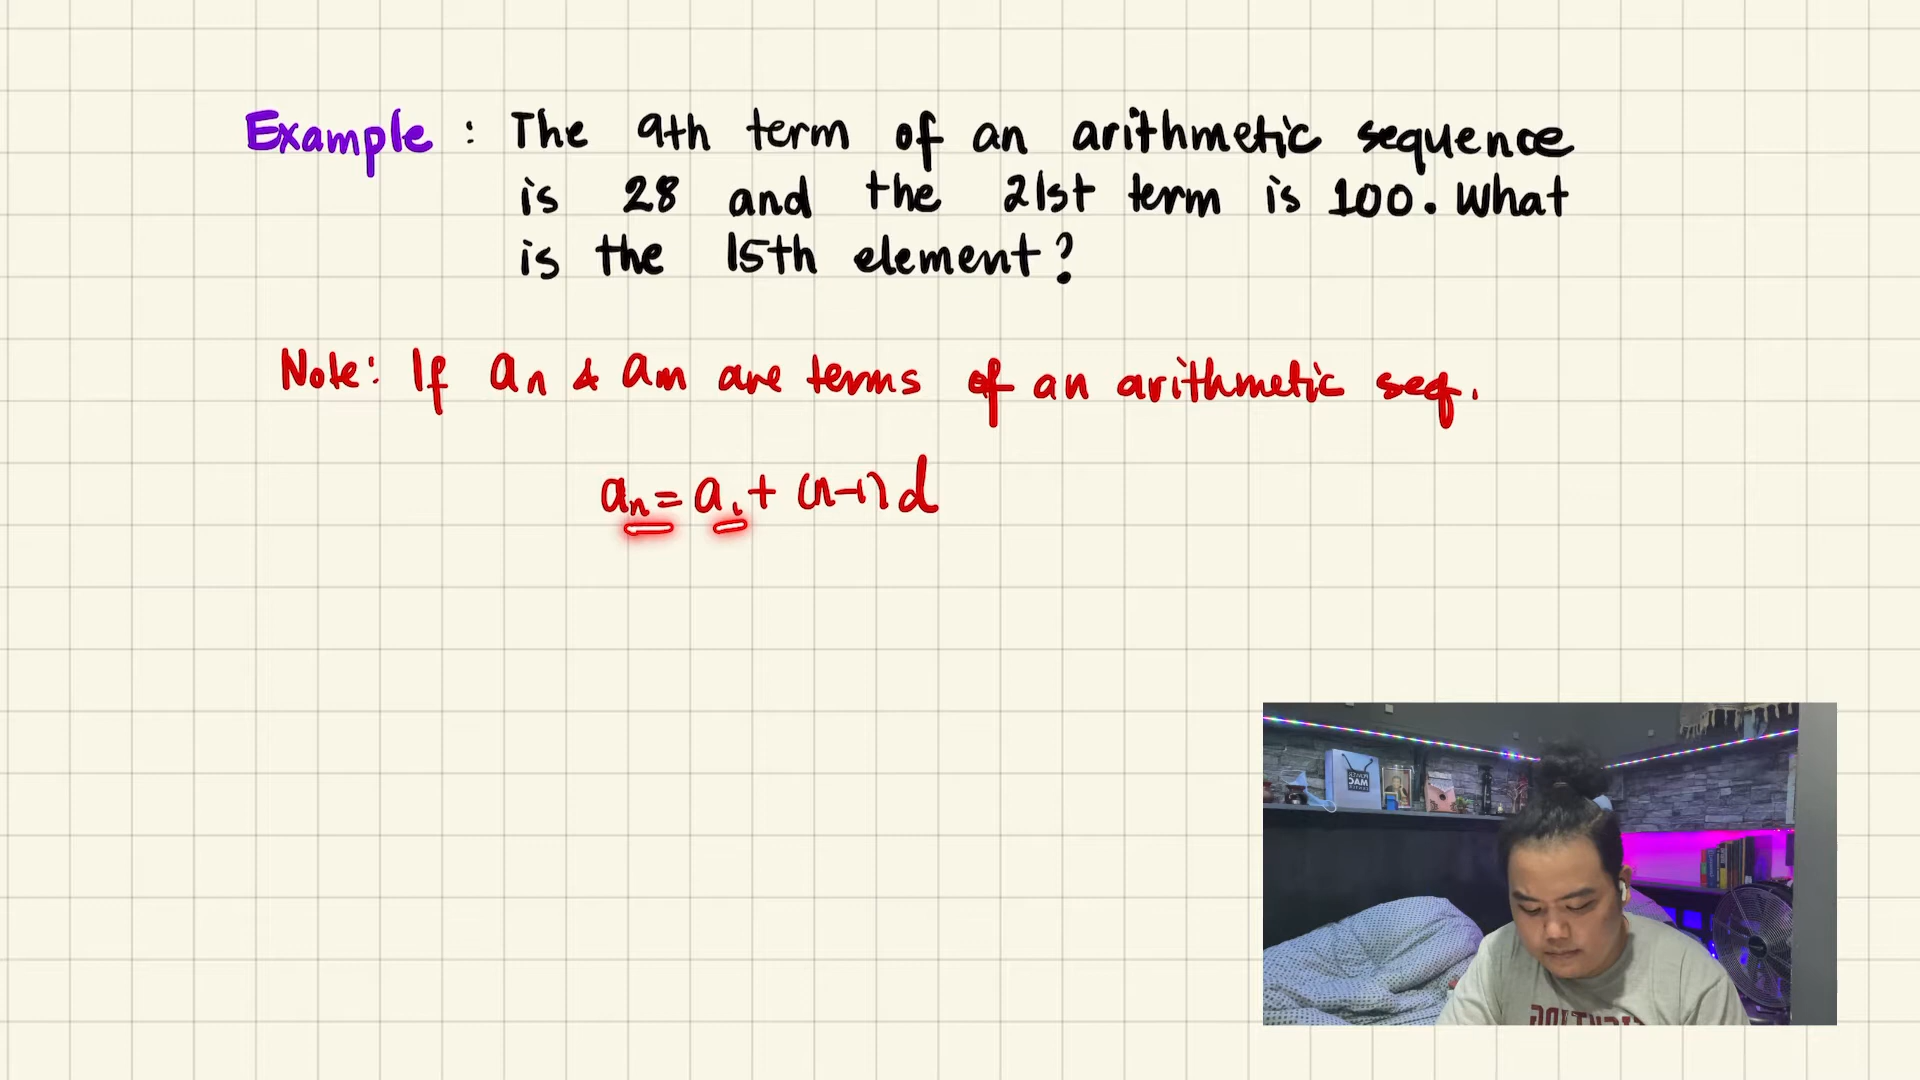 Example : The 9th term of an arithmetic sequence
is 28 and the 21st term is 100. What
is the 15th element?
Note: If an & am are terms of an arithmetic seq.
an = a1 + (n-1) d
MAC